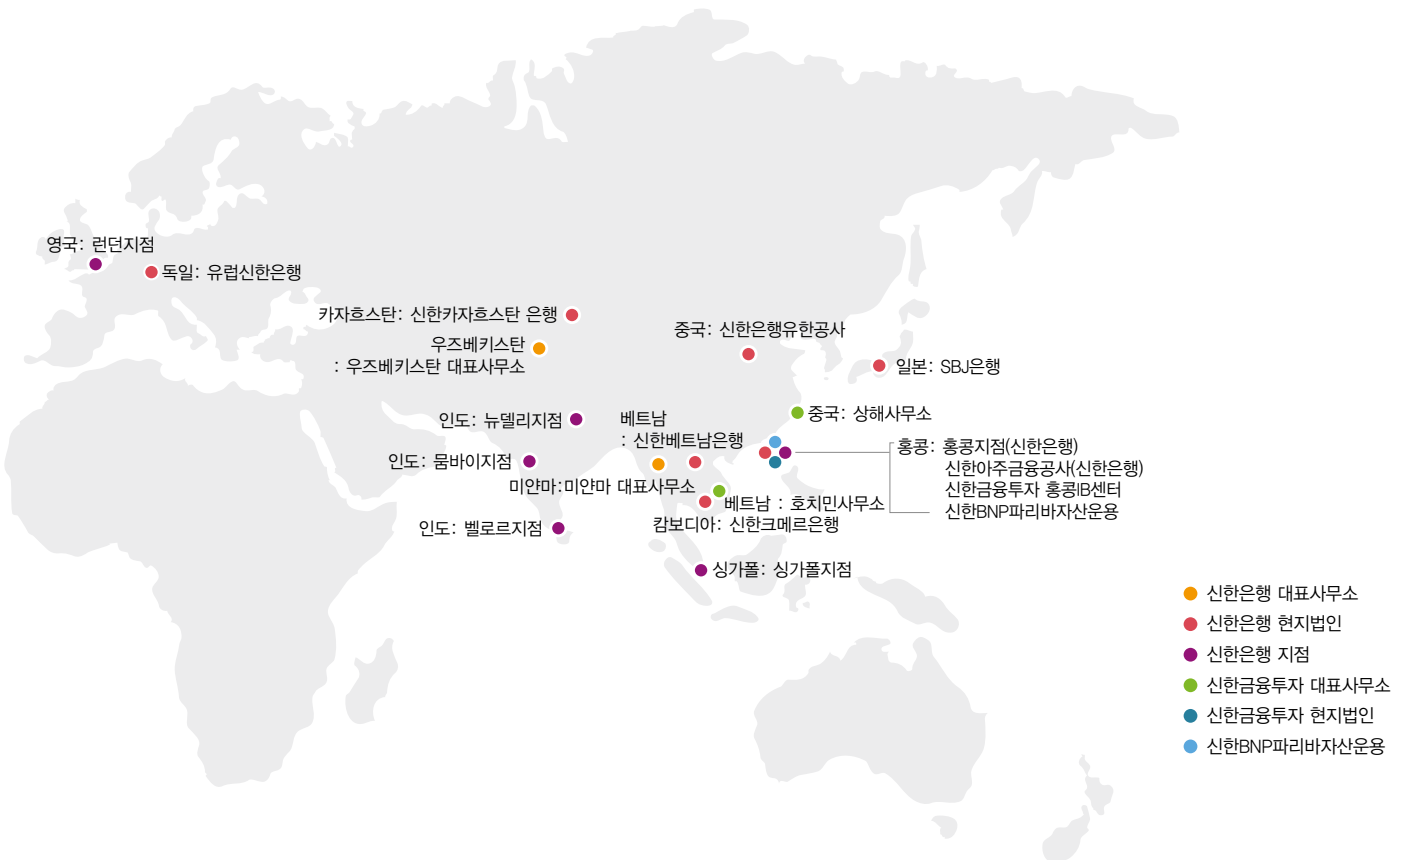 영국: 런던지점
독일: 유럽신한은행
카자흐스탄: 신한카자흐스탄 은행
우즈베키스탄
: 우즈베키스탄 대표사무소
중국: 신한은행유한공사
일본: SBJ은행
인도: 뉴델리지점
베트남
: 신한베트남은행
중국: 상해사무소
인도: 뭄바이지점
미얀마:미얀마 대표사무소
홍콩: 홍콩지점(신한은행)
신한아주금융공사(신한은행)
신한금융투자 홍콩IB센터
신한BNP파리바자산운용
베트남 : 호치민사무소
캄보디아: 신한크메르은행
인도: 벨로르지점
싱가폴: 싱가폴지점
신한은행 대표사무소
신한은행 현지법인
신한은행 지점
신한금융투자 대표사무소
신한금융투자 현지법인
신한BNP파리바자산운용